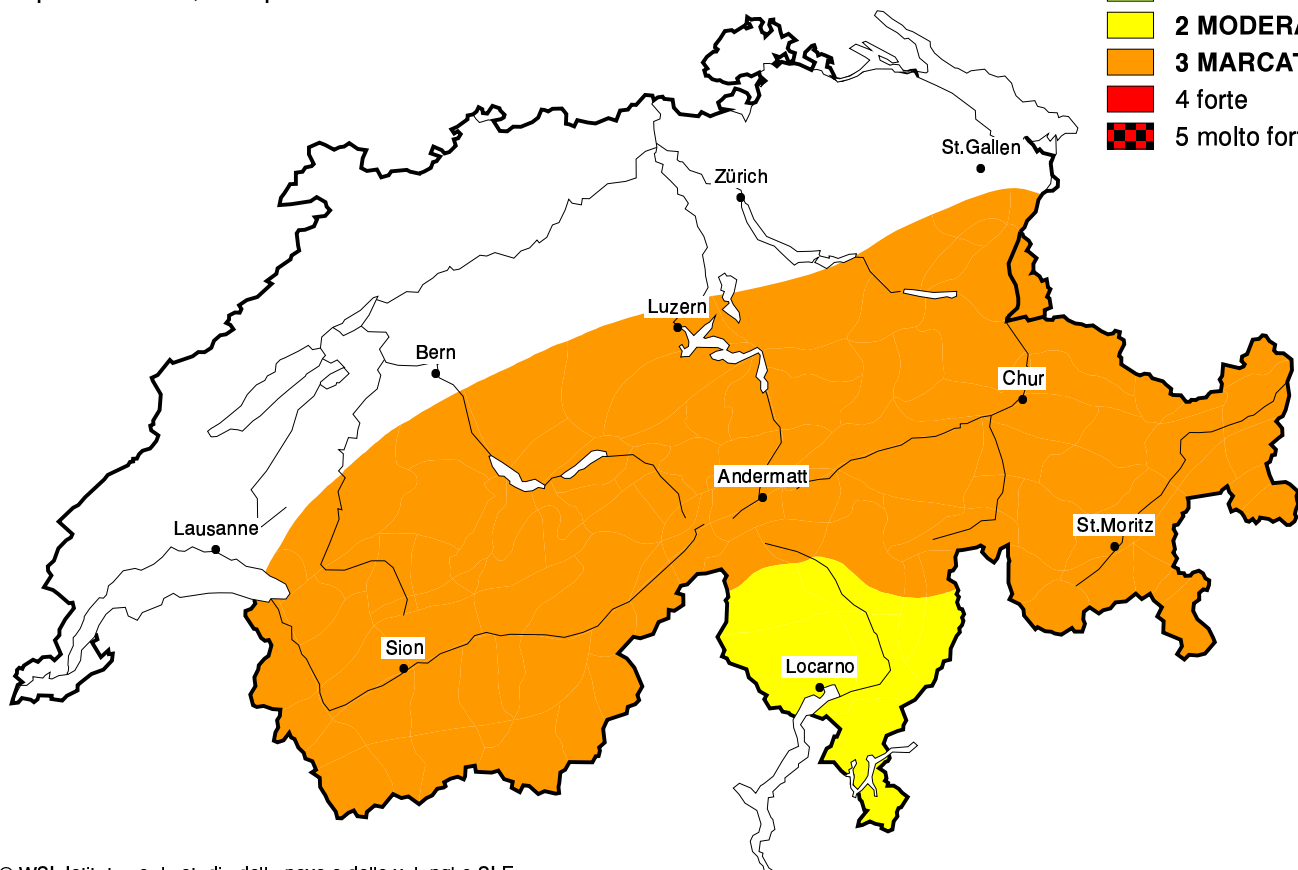 2 MODERA
3 MARCAT
4 forte
5 molto for
St.Gallen
Zürich
Luzern
Bern
Chur
Andermatt
Lausanne
St.Moritz
Sion
Locarno